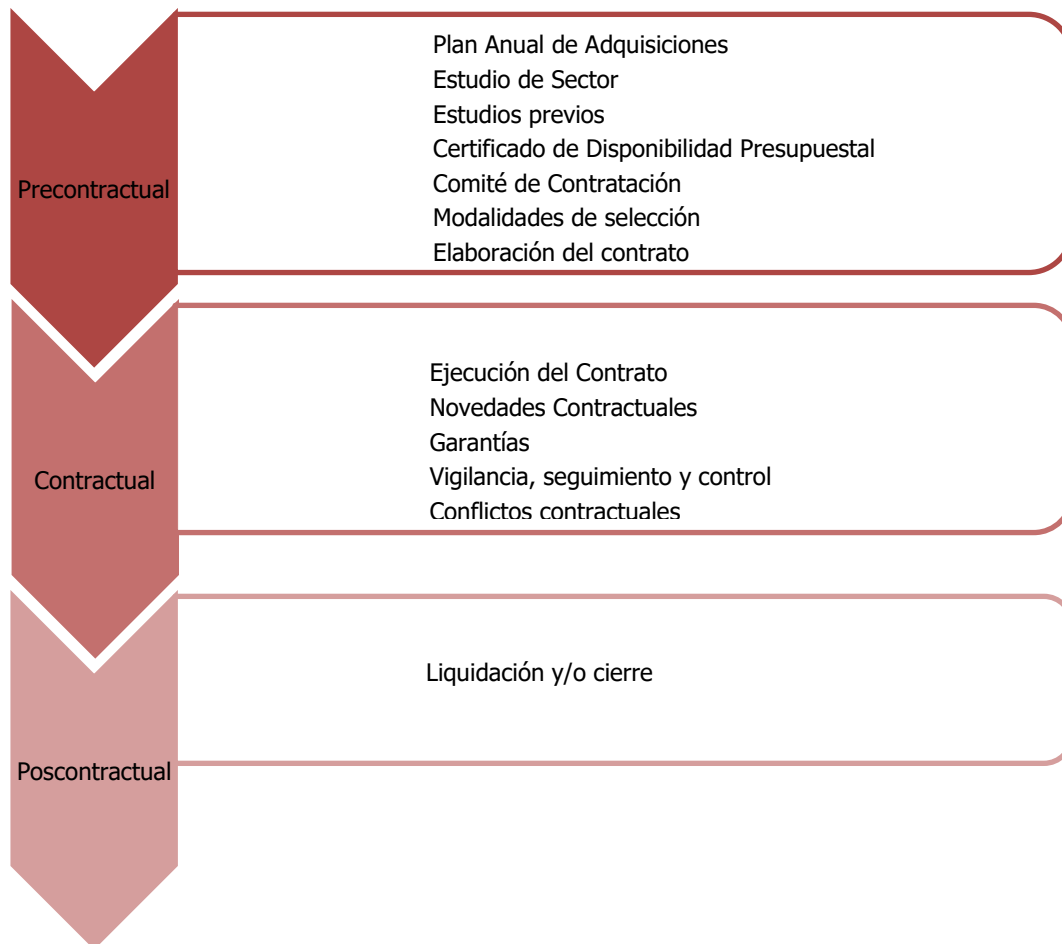 Precontractual
Plan Anual de Adquisiciones
Estudio de Sector
Estudios previos
Certificado de Disponibilidad Presupuestal
Comité de Contratación
Modalidades de selección
Elaboración del contrato
Contractual
Ejecución del Contrato
Novedades Contractuales
Garantías
Vigilancia, seguimiento y control
Conflictos contractuales
Poscontractual
Liquidación y/o cierre